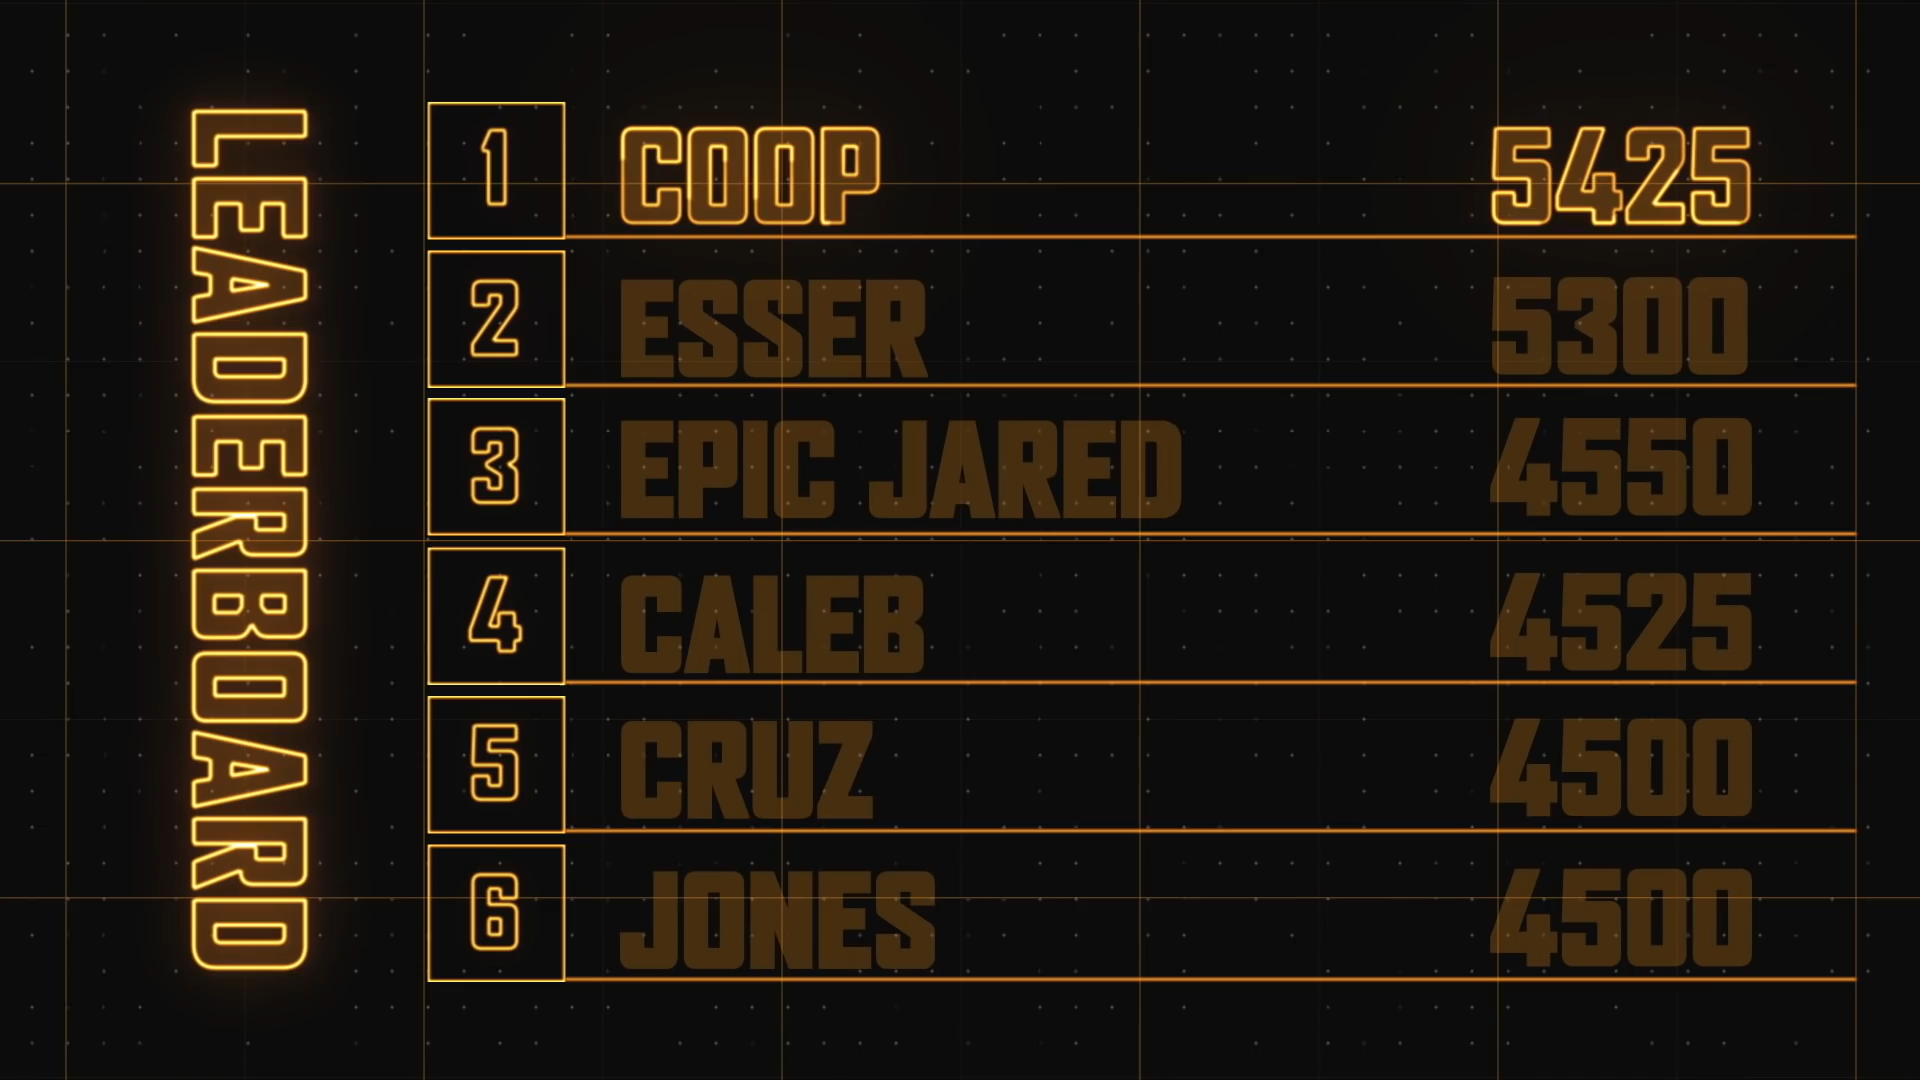 LEADERBOARD
1 COOP 5425
2 ESSER 5300
3 EPIC JARED 4550
4 CALEB 4525
5 CRUZ 4500
6 JONES 4500